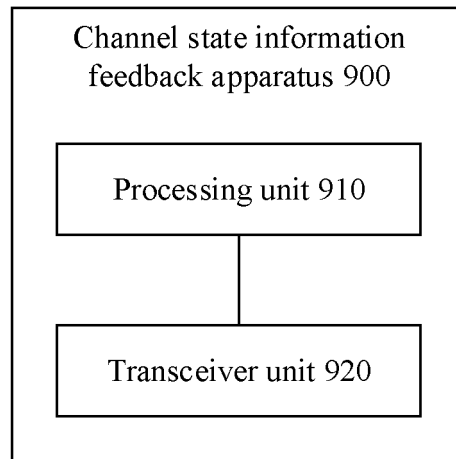 Channel state information
feedback apparatus 900
Processing unit 910
Transceiver unit 920